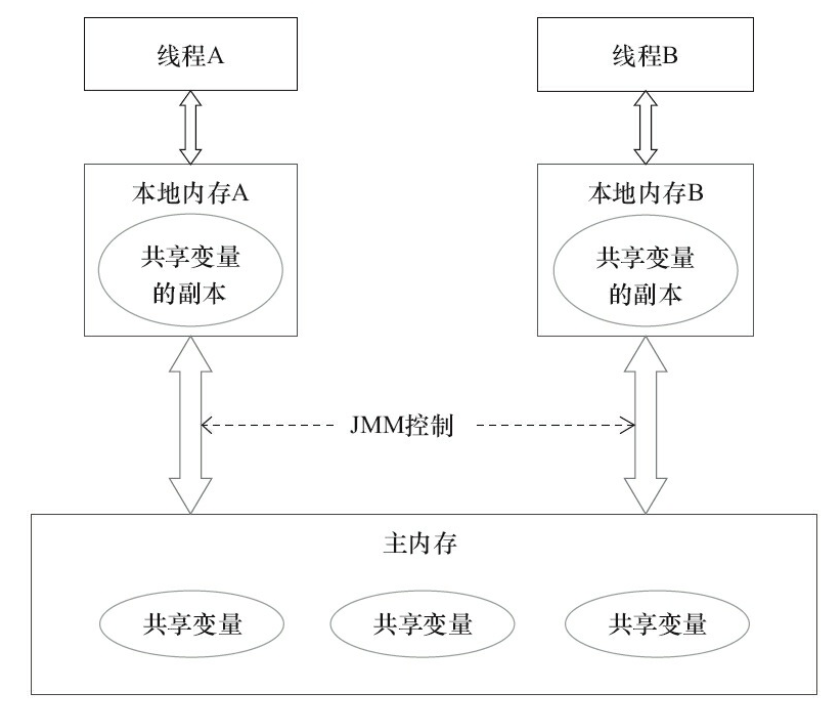 线程A
线程B
本地内存A
共享变量
的副本
本地内存B
共享变量
的副本
JMM控制
主内存
共享变量
共享变量
共享变量